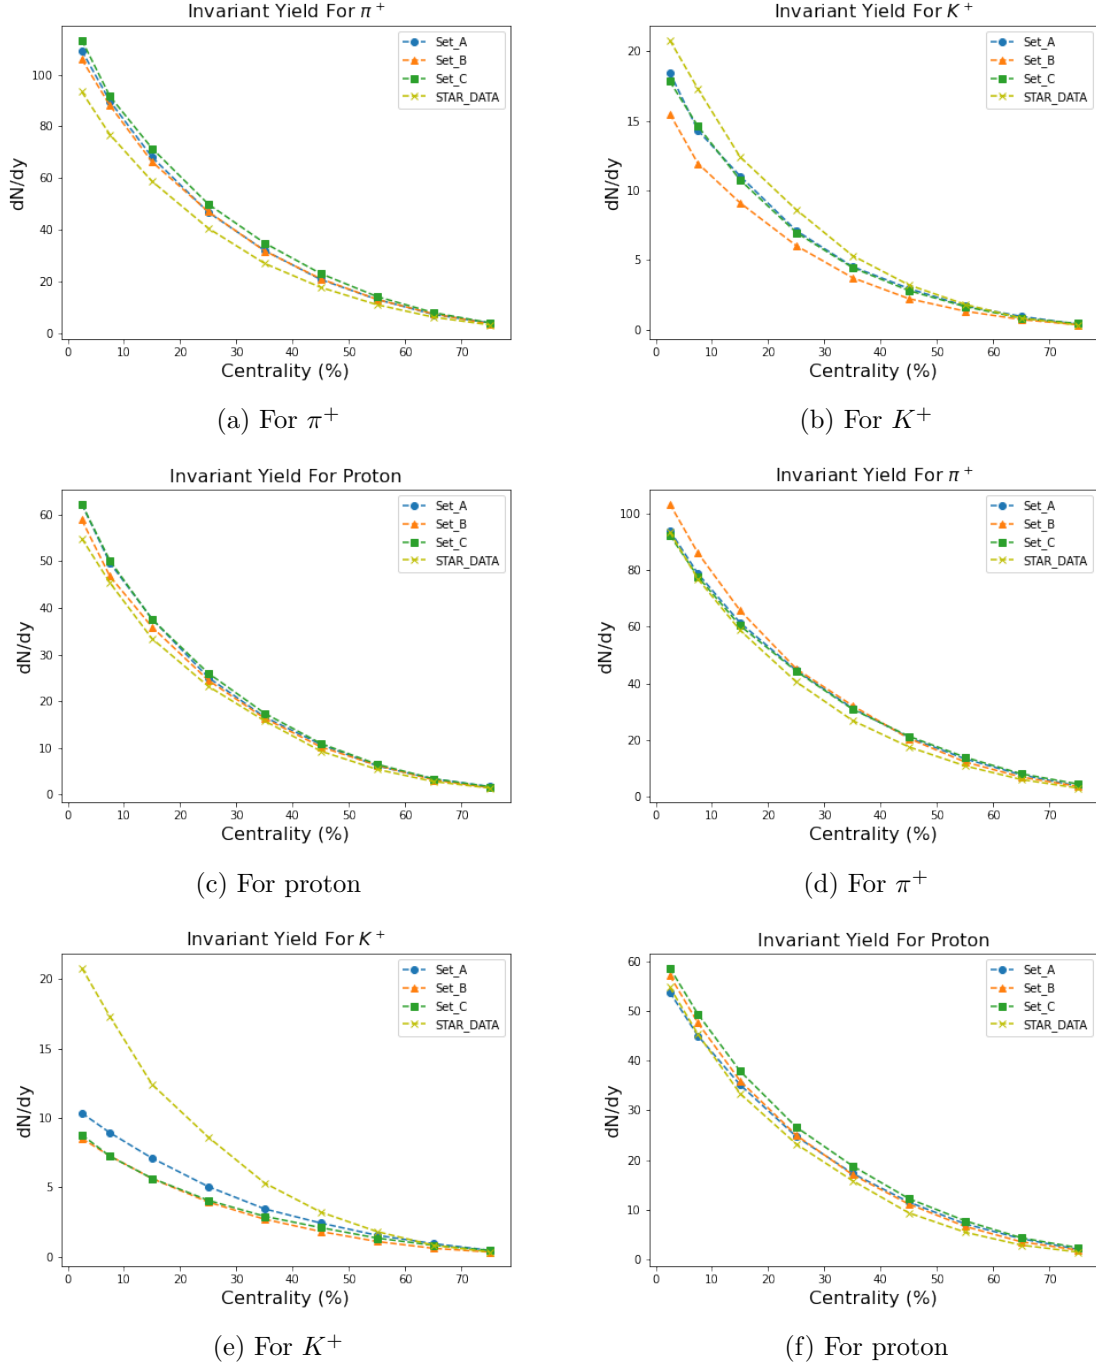 Invariant Yield For π⁺
dN/dy
100
80
60
40
20
0
0 10 20 30 40 50 60 70
Centrality (%)
Set_A
Set_B
Set_C
STAR_DATA
(a) For π⁺
Invariant Yield For K⁺
dN/dy
20
15
10
5
0
0 10 20 30 40 50 60 70
Centrality (%)
Set_A
Set_B
Set_C
STAR_DATA
(b) For K⁺
Invariant Yield For Proton
dN/dy
60
50
40
30
20
10
0
0 10 20 30 40 50 60 70
Centrality (%)
Set_A
Set_B
Set_C
STAR_DATA
(c) For proton
Invariant Yield For π⁺
dN/dy
100
80
60
40
20
0
0 10 20 30 40 50 60 70
Centrality (%)
Set_A
Set_B
Set_C
STAR_DATA
(d) For π⁺
Invariant Yield For K⁺
dN/dy
20
15
10
5
0
0 10 20 30 40 50 60 70
Centrality (%)
Set_A
Set_B
Set_C
STAR_DATA
(e) For K⁺
Invariant Yield For Proton
dN/dy
60
50
40
30
20
10
0
0 10 20 30 40 50 60 70
Centrality (%)
Set_A
Set_B
Set_C
STAR_DATA
(f) For proton